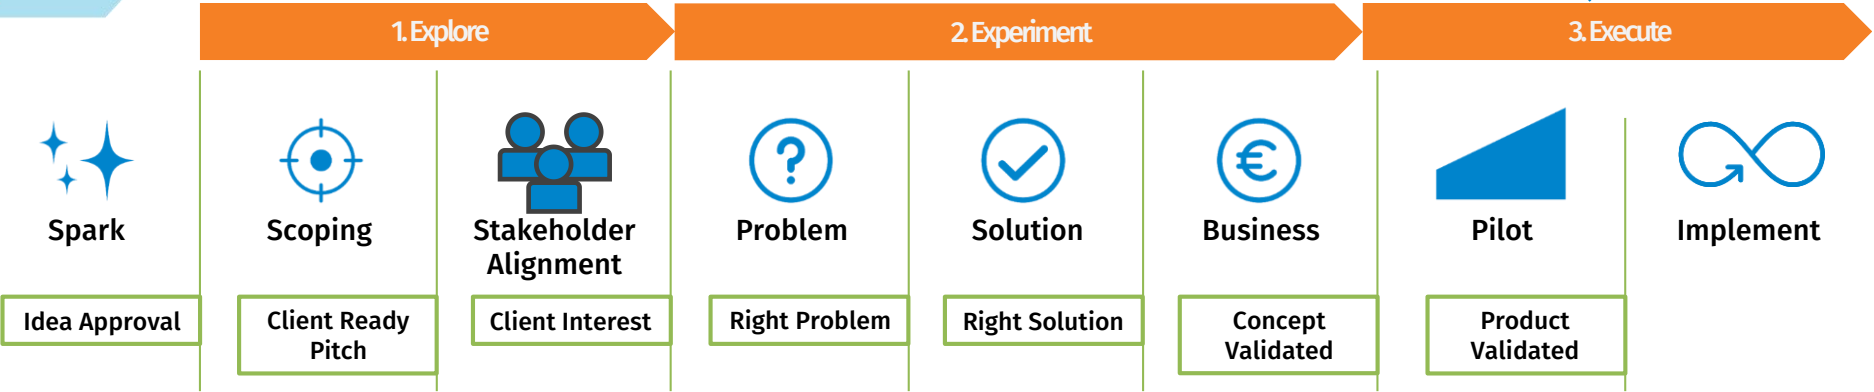 1. Explore
2. Experiment
3. Execute
Spark
Scoping
Stakeholder
Alignment
Problem
Solution
Business
Pilot
Implement
Idea Approval
Client Ready
Pitch
Client Interest
Right Problem
Right Solution
Concept
Validated
Product
Validated